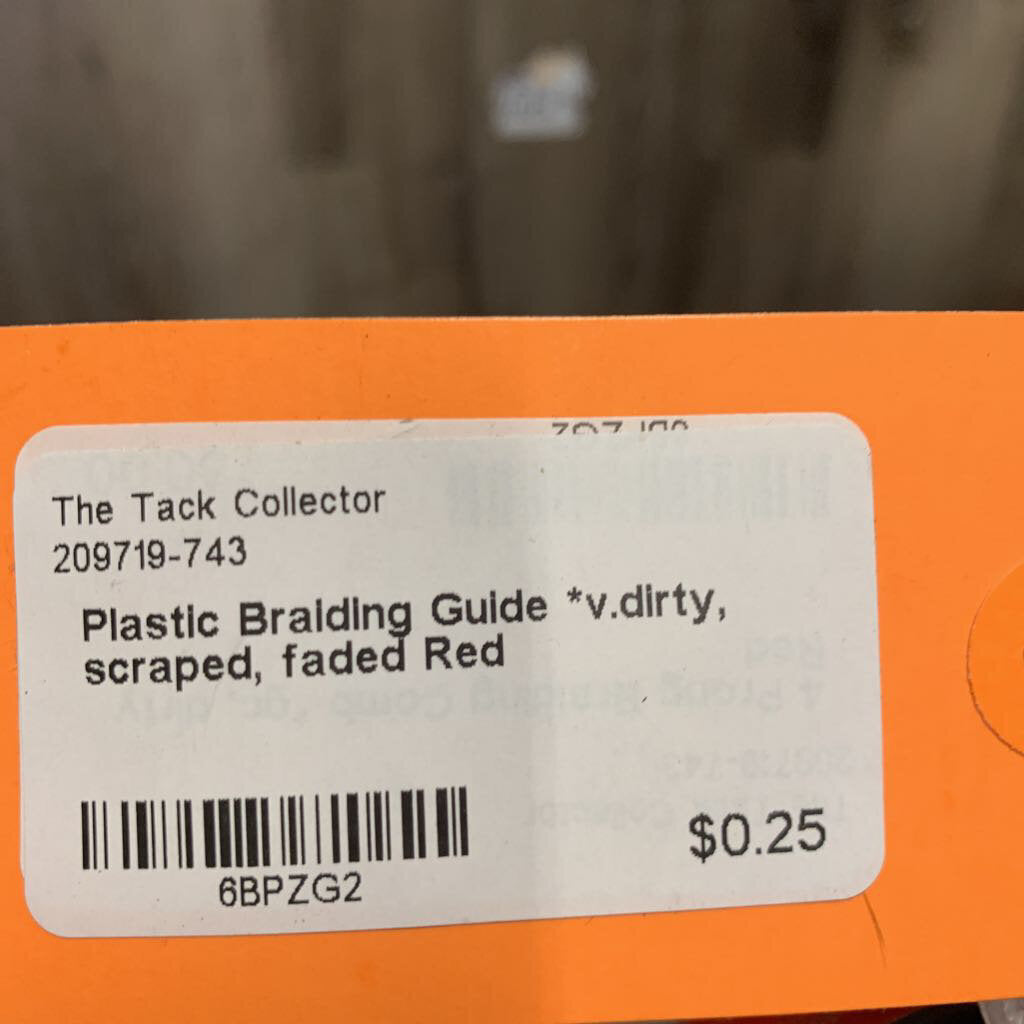 The Tack Collector
209719-743
Plastic Braiding Guide *v.dirty,
scraped, faded Red
6BPZG2
$0.25